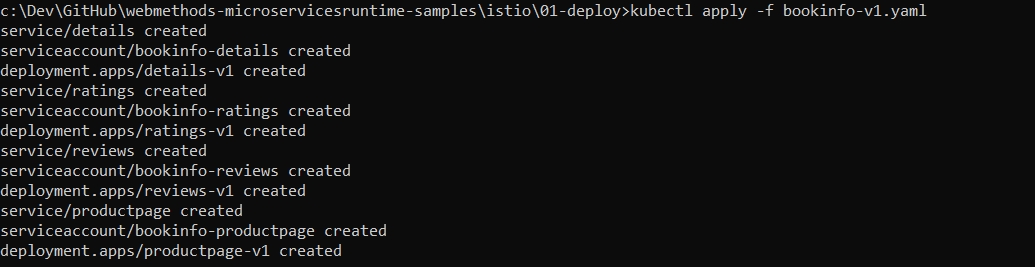 c:\Dev\GitHub\webmethods-microservicesruntime-samples\istio\01-deploy>kubectl apply -f bookinfo-v1.yaml
service/details created
serviceaccount/bookinfo-details created
deployment.apps/details-v1 created
service/ratings created
serviceaccount/bookinfo-ratings created
deployment.apps/ratings-v1 created
service/reviews created
serviceaccount/bookinfo-reviews created
deployment.apps/reviews-v1 created
service/productpage created
serviceaccount/bookinfo-productpage created
deployment.apps/productpage-v1 created